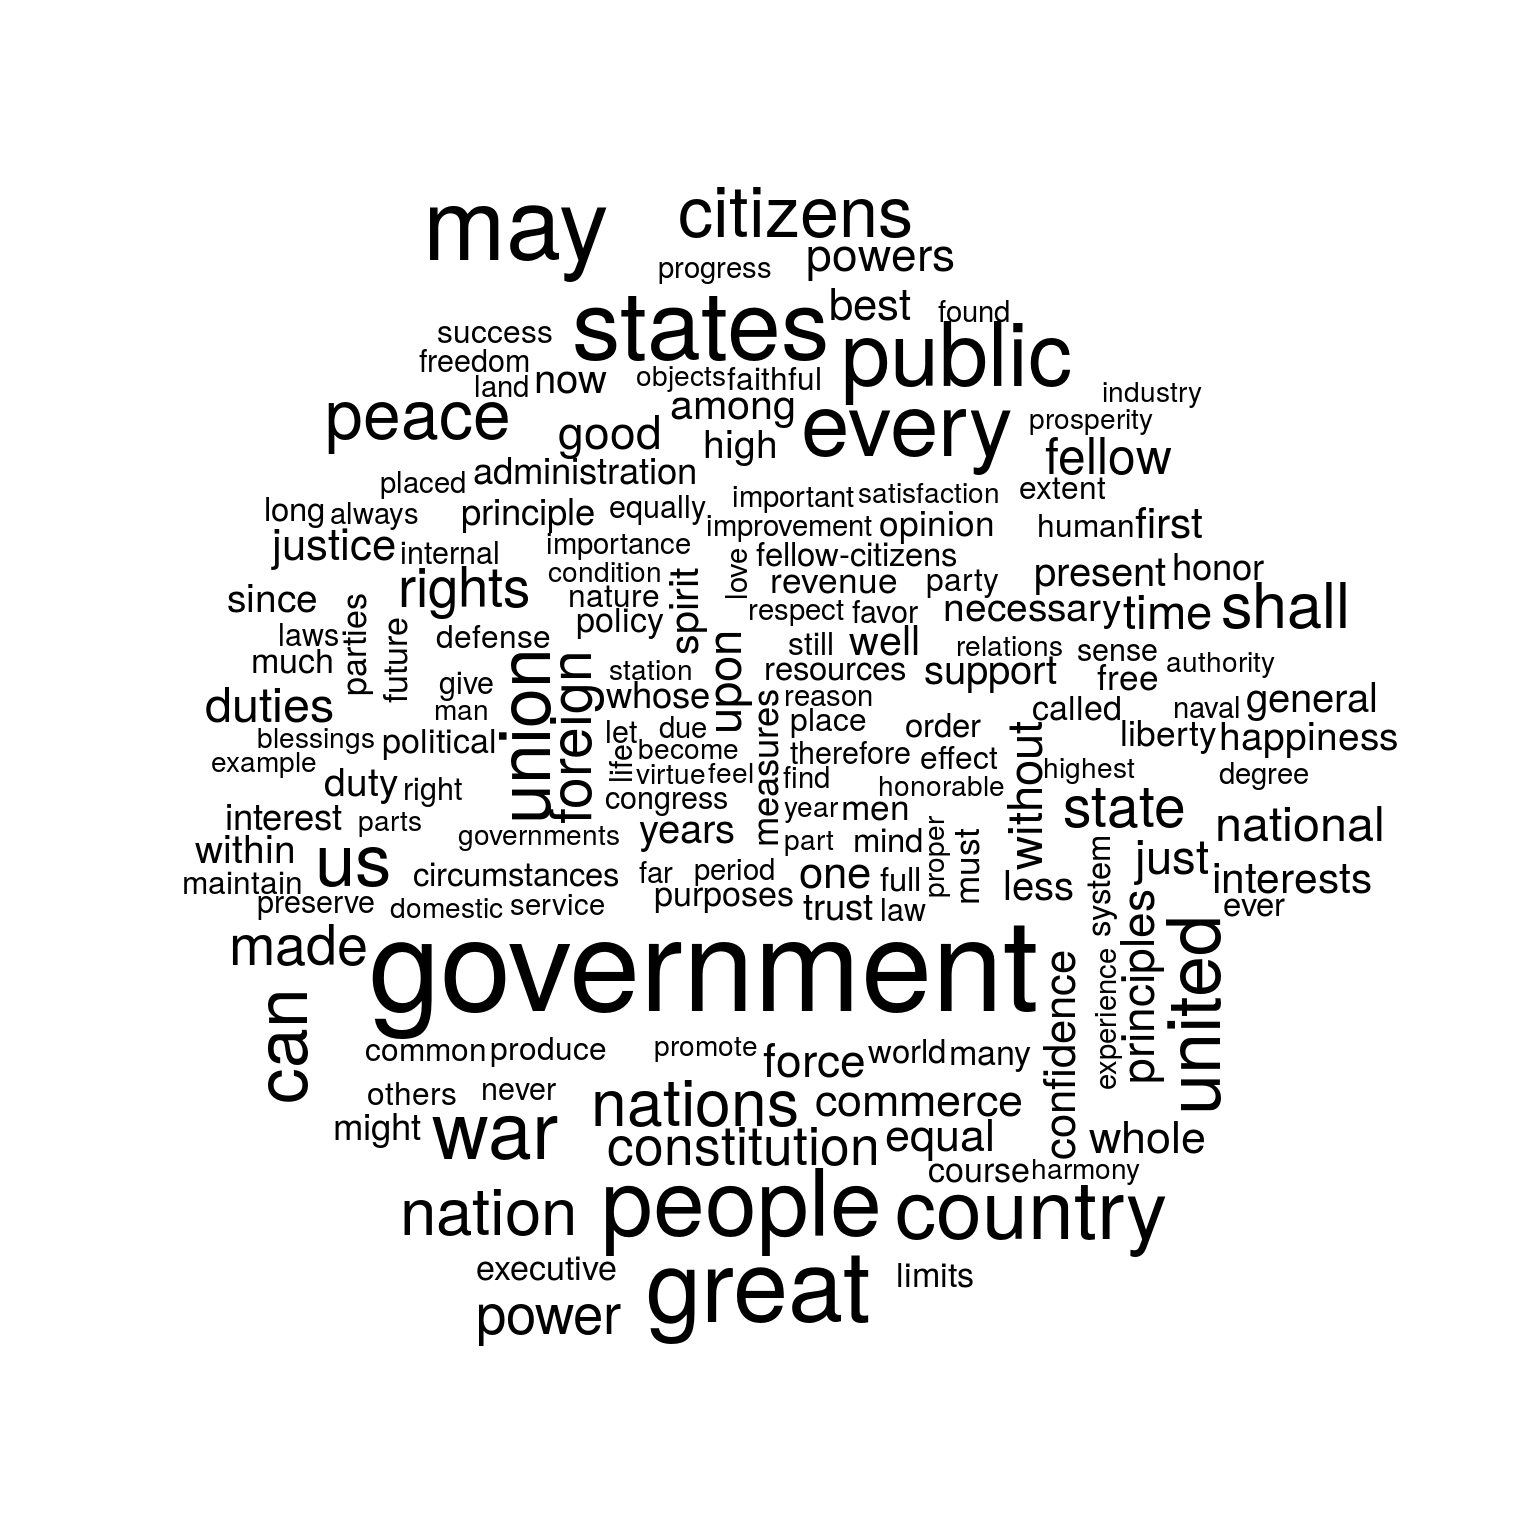 may citizens
progress powers
states best found
success public
freedom
land now objects faithful industry
peace among every prosperity
good high fellow
placed administration
long always principle equally important satisfaction extent
improvement opinion human first
justice internal importance love fellow-citizens
rights condition spirit revenue party present honor
since nature respect favor necessary time shall
parties future policy
laws defense still well relations sense
much union foreign station upon resources support authority
duties give whose measures reason free general
man called naval
blessings political let due place order without liberty happiness
example life become therefore effect highest degree
duty right virtue feel find honorable
interest parts congress year men state national
governments years part mind proper must
within us circumstances far period one full less system just interests
maintain
preserve domestic service purposes trust law principles ever
made government confidence experience united
can
common produce promote force world many
others never nations commerce
might war constitution equal whole
course harmony
nation people country
executive great limits
power